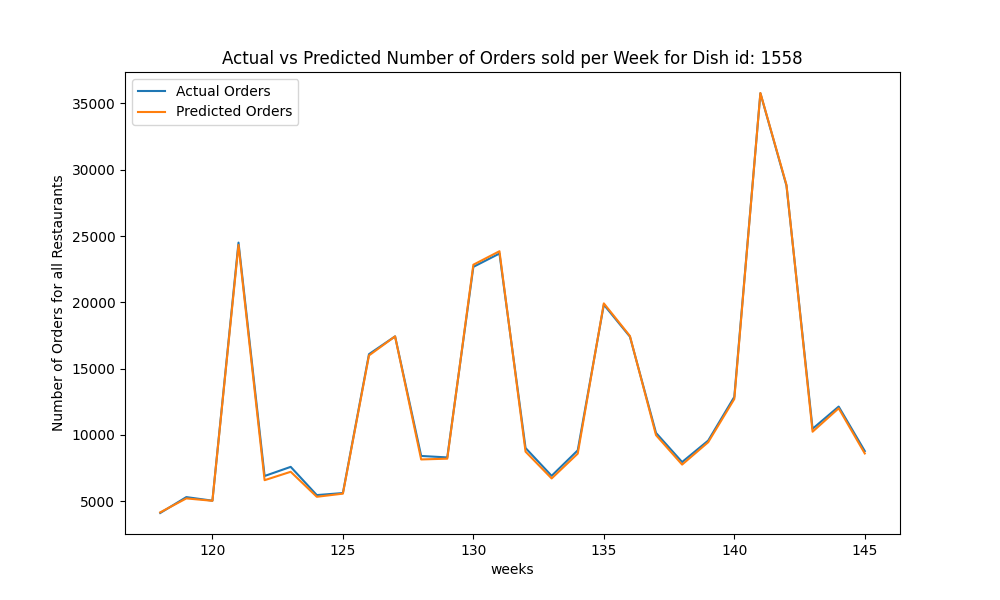 Actual vs Predicted Number of Orders sold per Week for Dish id: 1558
Actual Orders
Predicted Orders
Number of Orders for all Restaurants
35000
30000
25000
20000
15000
10000
5000
120 125 130 135 140 145
weeks